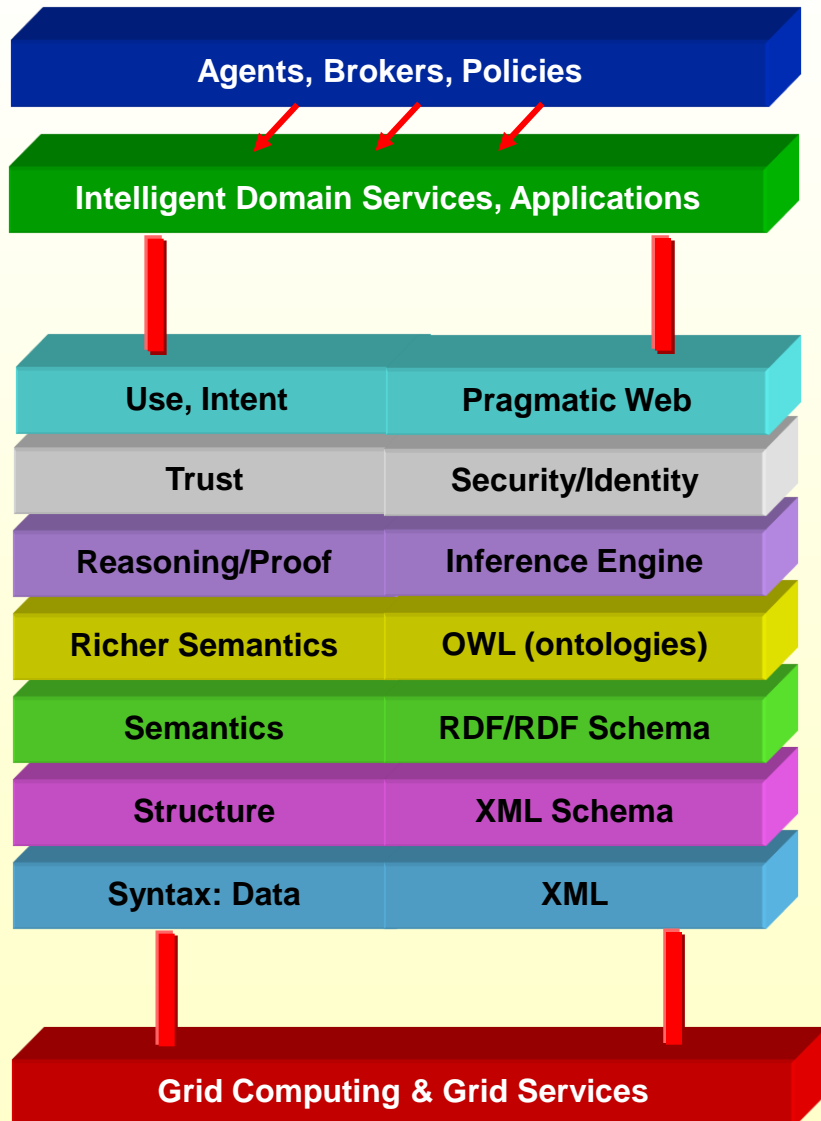 Agents, Brokers, Policies
Intelligent Domain Services, Applications
Use, Intent
Pragmatic Web
Trust
Security/Identity
Reasoning/Proof
Inference Engine
Richer Semantics
OWL (ontologies)
Semantics
RDF/RDF Schema
Structure
XML Schema
Syntax: Data
XML
Grid Computing & Grid Services